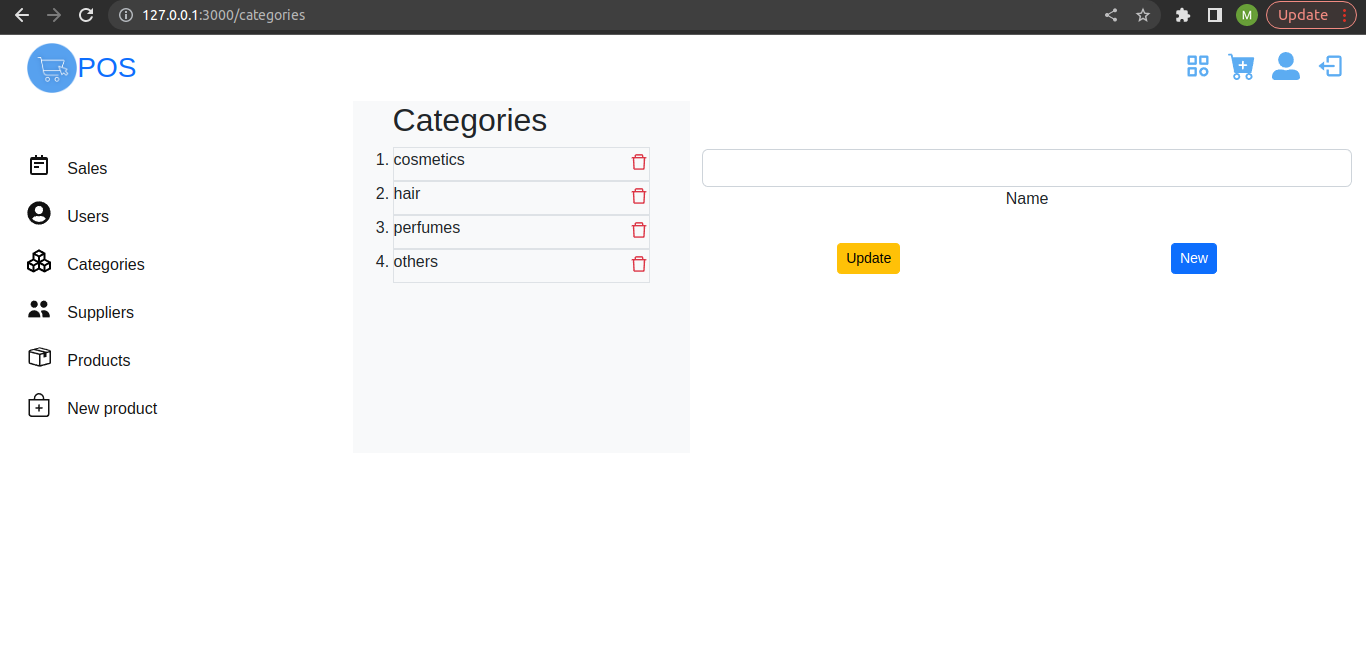 127.0.0.1:3000/categories
M
Update
POS
Sales
Users
Categories
Suppliers
Products
New product
Categories
1. cosmetics
2. hair
3. perfumes
4. others
Name
Update
New